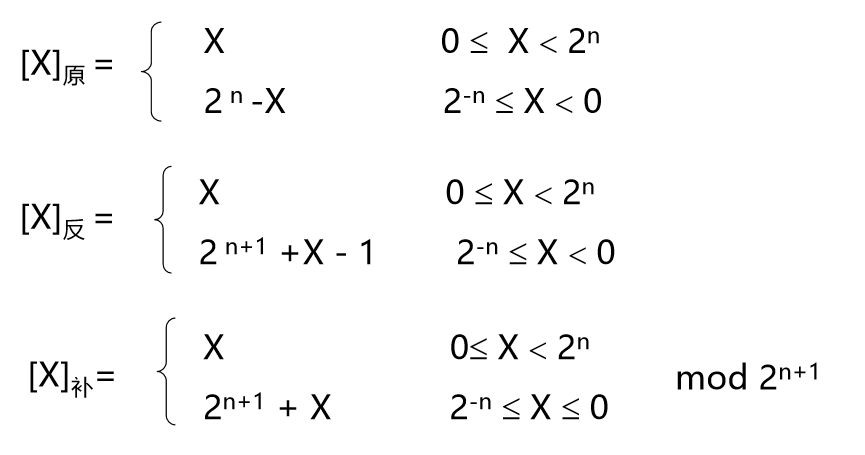 [X]原 = { X 0 ≤ X < 2ⁿ
2ⁿ -X 2⁻ⁿ ≤ X < 0
[X]反 = { X 0 ≤ X < 2ⁿ
2ⁿ⁺¹ +X - 1 2⁻ⁿ ≤ X < 0
[X]补= { X 0≤ X < 2ⁿ
2ⁿ⁺¹ + X 2⁻ⁿ ≤ X ≤ 0 mod 2ⁿ⁺¹